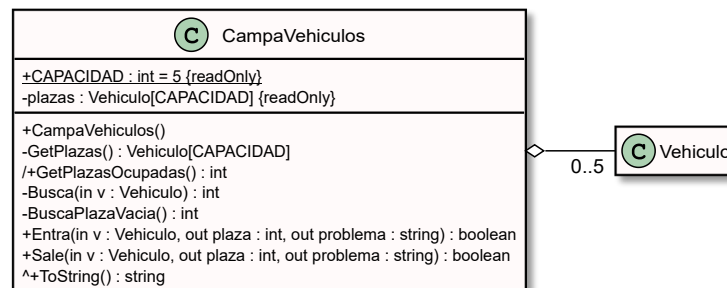 C CampaVehiculos
+CAPACIDAD : int = 5 {readOnly}
-plazas : Vehiculo[CAPACIDAD] {readOnly}
+CampaVehiculos()
-GetPlazas() : Vehiculo[CAPACIDAD]
/+GetPlazasOcupadas() : int
-Busca(in v : Vehiculo) : int
-BuscaPlazaVacia() : int
+Entra(in v : Vehiculo, out plaza : int, out problema : string) : boolean
+Sale(in v : Vehiculo, out plaza : int, out problema : string) : boolean
^+ToString() : string
0..5
C Vehiculo